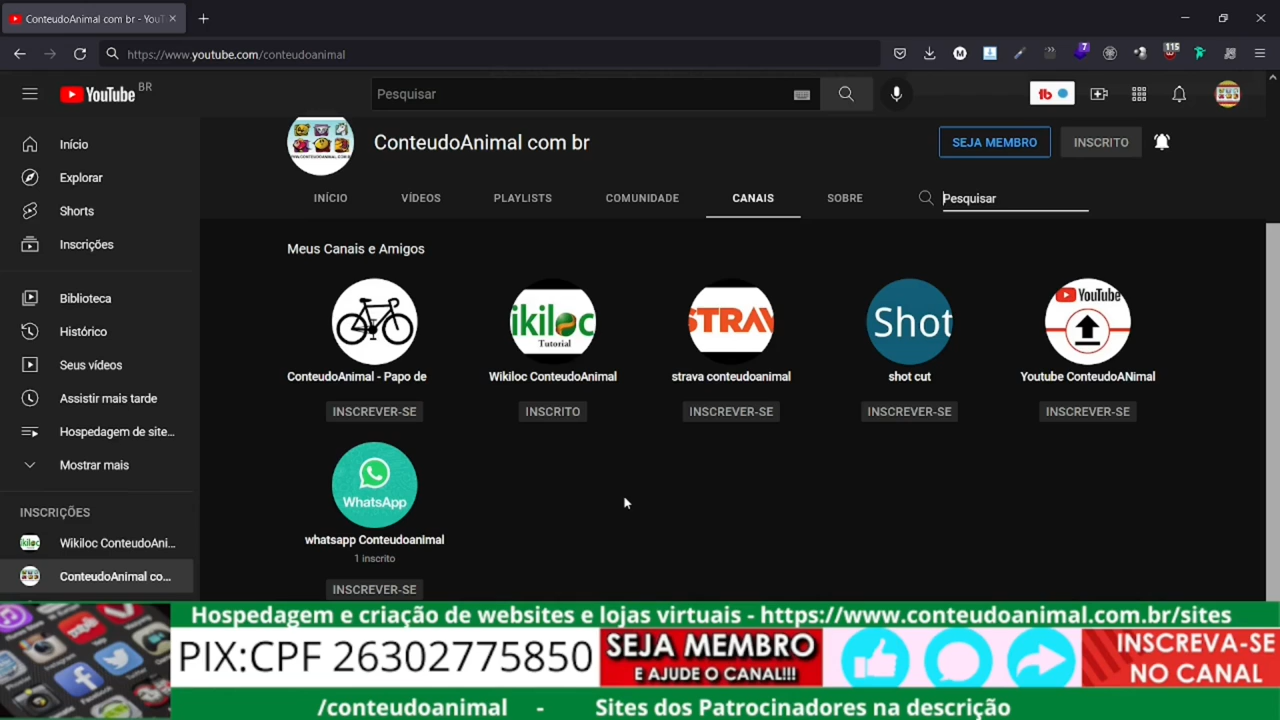 ConteudoAnimal com br - YouT
https://www.youtube.com/conteudoanimal
7
115
YouTube BR
Pesquisar
ConteudoAnimal com br
SEJA MEMBRO
INSCRITO
INÍCIO
VÍDEOS
PLAYLISTS
COMUNIDADE
CANAIS
SOBRE
Pesquisar
Início
Explorar
Shorts
Inscrições
Biblioteca
Histórico
Seus vídeos
Assistir mais tarde
Hospedagem de site...
Mostrar mais
INSCRIÇÕES
Wikiloc ConteudoAni...
ConteudoAnimal co...
Meus Canais e Amigos
ConteudoAnimal - Papo de
INSCREVER-SE
ikiloc
Tutorial
Wikiloc ConteudoAnimal
INSCRITO
STRAV
strava conteudoanimal
INSCREVER-SE
Shot
shot cut
INSCREVER-SE
YouTube
Youtube ConteudoANimal
INSCREVER-SE
WhatsApp
whatsapp Conteudoanimal
1 inscrito
INSCREVER-SE
Hospedagem e criação de websites e lojas virtuais - https://www.conteudoanimal.com.br/sites
PIX:CPF 26302775850
SEJA MEMBRO
E AJUDE O CANAL!!!
INSCREVA-SE
NO CANAL
/conteudoanimal - Sites dos Patrocinadores na descrição